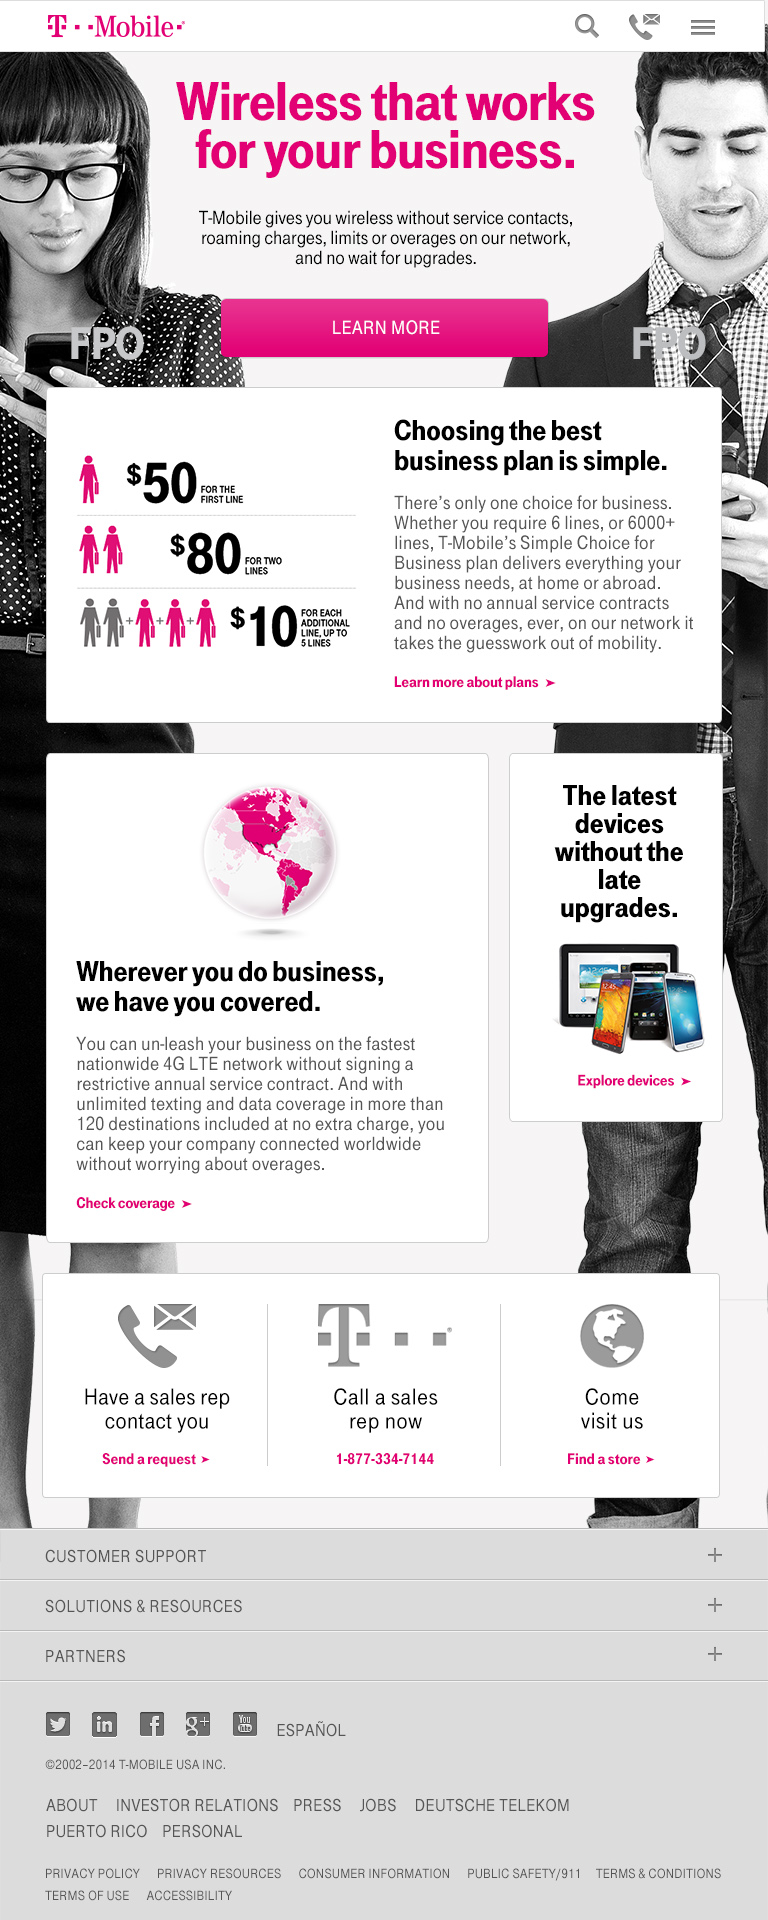 T · · Mobile ·®
Wireless that works
for your business.
T-Mobile gives you wireless without service contacts,
roaming charges, limits or overages on our network,
and no wait for upgrades.
LEARN MORE
FPO
FPO
$50 FOR THE
FIRST LINE
$80 FOR TWO
LINES
+ + + $10 FOR EACH
ADDITIONAL
LINE, UP TO
5 LINES
Choosing the best
business plan is simple.
There's only one choice for business.
Whether you require 6 lines, or 6000+
lines, T-Mobile's Simple Choice for
Business plan delivers everything your
business needs, at home or abroad.
And with no annual service contracts
and no overages, ever, on our network it
takes the guesswork out of mobility.
Learn more about plans ➤
Wherever you do business,
we have you covered.
You can un-leash your business on the fastest
nationwide 4G LTE network without signing a
restrictive annual service contract. And with
unlimited texting and data coverage in more than
120 destinations included at no extra charge, you
can keep your company connected worldwide
without worrying about overages.
Check coverage ➤
The latest
devices
without the
late
upgrades.
12:45
Explore devices ➤
T · · ·®
Have a sales rep
contact you
Send a request ➤
Call a sales
rep now
1-877-334-7144
Come
visit us
Find a store ➤
CUSTOMER SUPPORT +
SOLUTIONS & RESOURCES +
PARTNERS +
in f g+ You Tube ESPAÑOL
©2002–2014 T-MOBILE USA INC.
ABOUT INVESTOR RELATIONS PRESS JOBS DEUTSCHE TELEKOM
PUERTO RICO PERSONAL
PRIVACY POLICY PRIVACY RESOURCES CONSUMER INFORMATION PUBLIC SAFETY/911 TERMS & CONDITIONS
TERMS OF USE ACCESSIBILITY